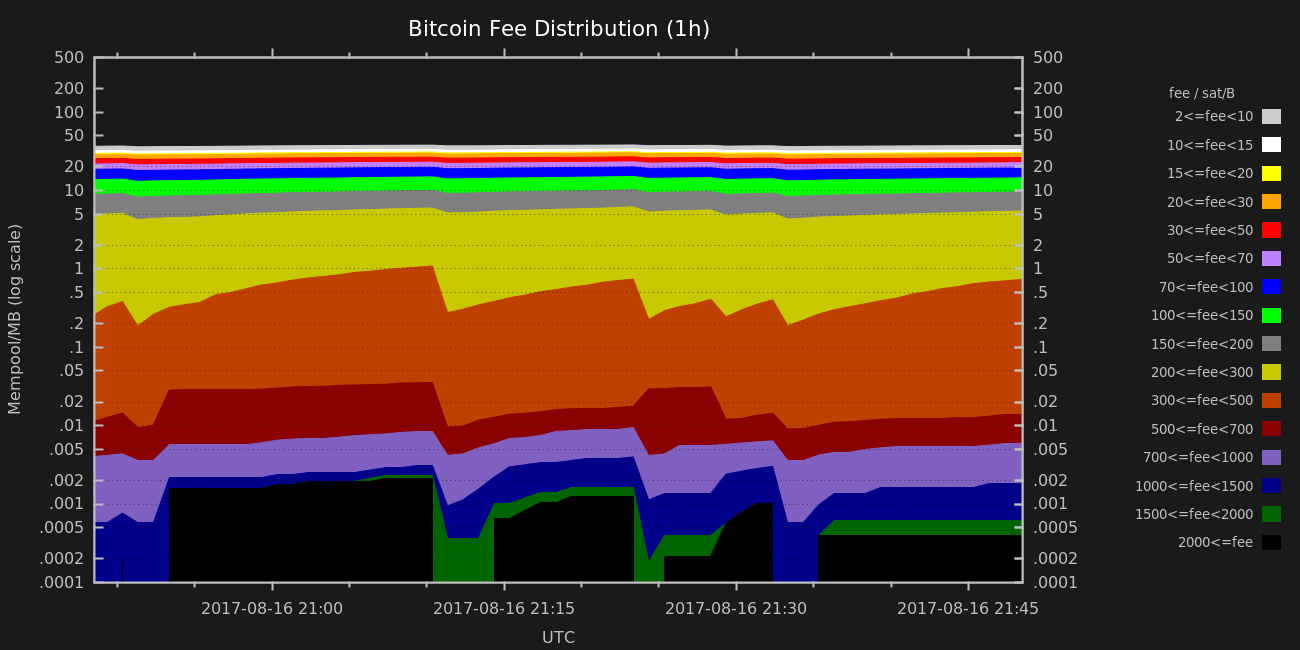 Bitcoin Fee Distribution (1h)
500
200
100
50
20
10
5
2
1
.5
.2
.1
.05
.02
.01
.005
.002
.001
.0005
.0002
.0001
Mempool/MB (log scale)
500
200
100
50
20
10
5
2
1
.5
.2
.1
.05
.02
.01
.005
.002
.001
.0005
.0002
.0001
2017-08-16 21:00 2017-08-16 21:15 2017-08-16 21:30 2017-08-16 21:45
UTC
fee / sat/B
2<=fee<10
10<=fee<15
15<=fee<20
20<=fee<30
30<=fee<50
50<=fee<70
70<=fee<100
100<=fee<150
150<=fee<200
200<=fee<300
300<=fee<500
500<=fee<700
700<=fee<1000
1000<=fee<1500
1500<=fee<2000
2000<=fee